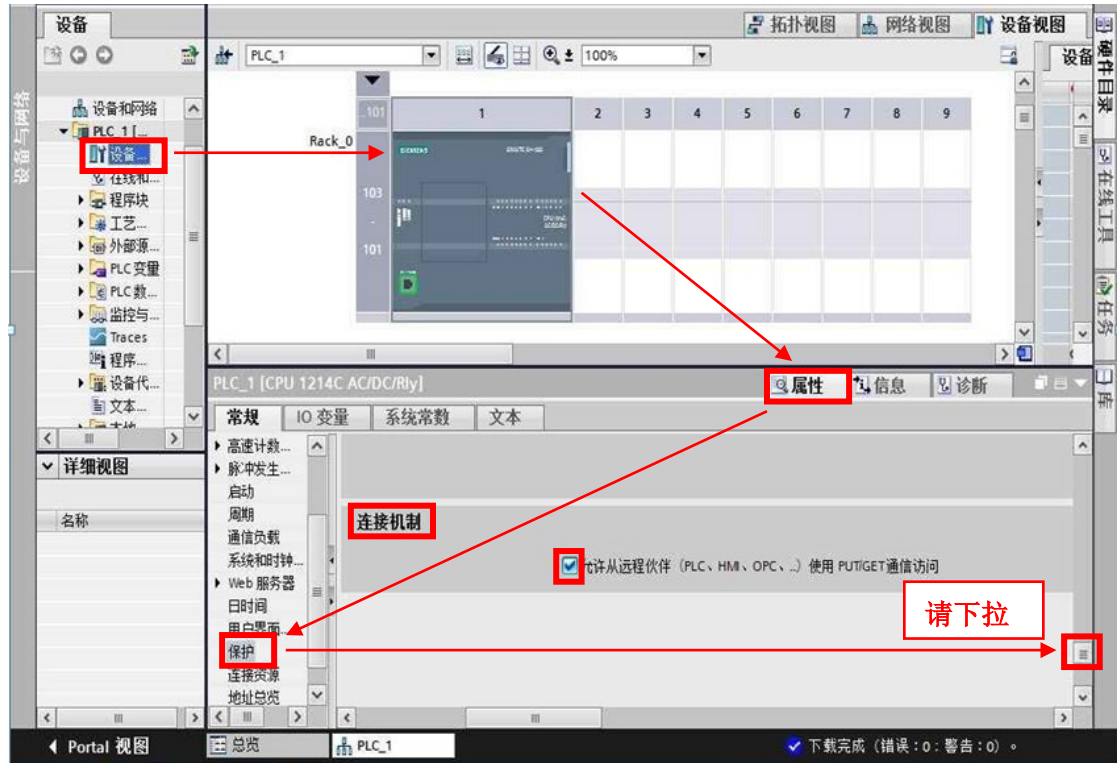 设备
拓扑视图
网络视图
设备视图
PLC_1
100%
设备
硬件目录
设备与网络
设备和网络
PLC_1 [...
设备...
在线和...
程序块
工艺...
外部源...
PLC 变量
PLC 数...
监控与...
Traces
程序...
设备代...
文本...
Rack_0
101
1
2
3
4
5
6
7
8
9
103
-
101
SIEMENS
在线工具
任务
库
PLC_1 [CPU 1214C AC/DC/Rly]
属性
信息
诊断
常规
IO 变量
系统常数
文本
详细视图
名称
高速计数...
脉冲发生...
启动
周期
通信负载
系统和时钟...
Web 服务器
日时间
用户界面...
保护
连接资源
地址总览
连接机制
允许从远程伙伴（PLC、HMI、OPC、...）使用 PUT/GET通信访问
请下拉
Portal 视图
总览
PLC_1
下载完成（错误：0；警告：0）。